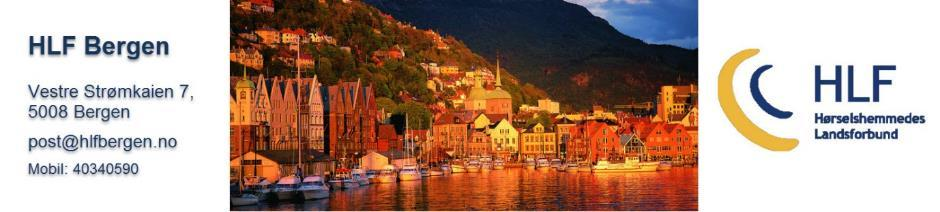 HLF Bergen
Vestre Strømkaien 7,
5008 Bergen
post@hlfbergen.no
Mobil: 40340590
HLF
Hørselshemmedes
Landsforbund